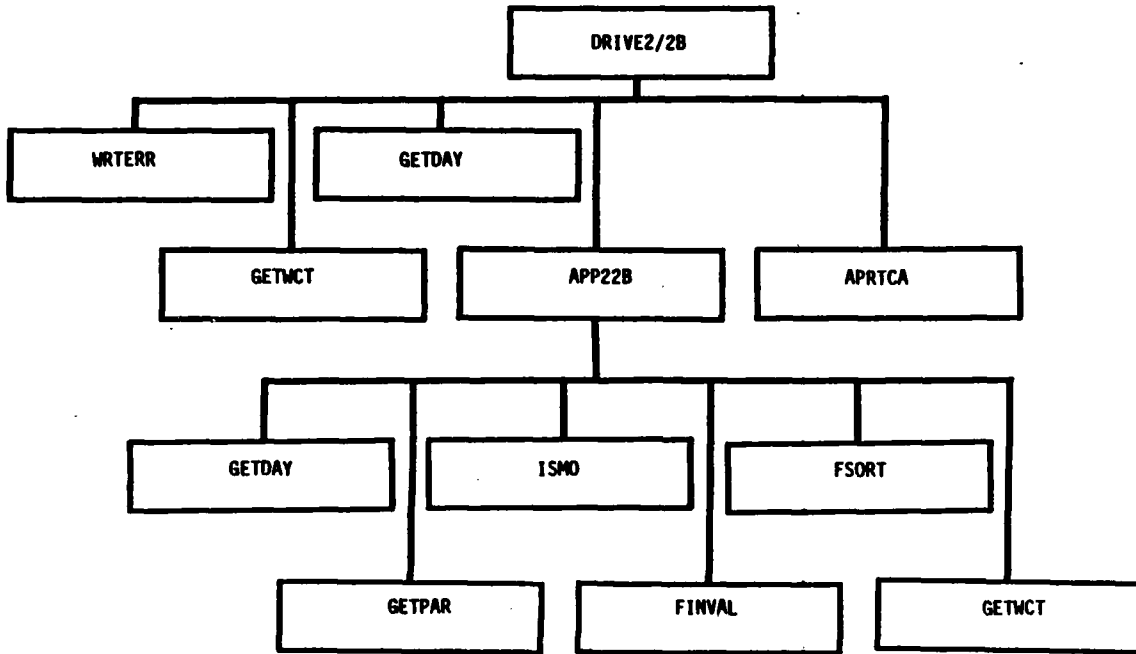 DRIVE2/2B
WRTERR
GETDAY
GETWCT
APP22B
APRTCA
GETDAY
ISMO
FSORT
GETPAR
FINVAL
GETWCT